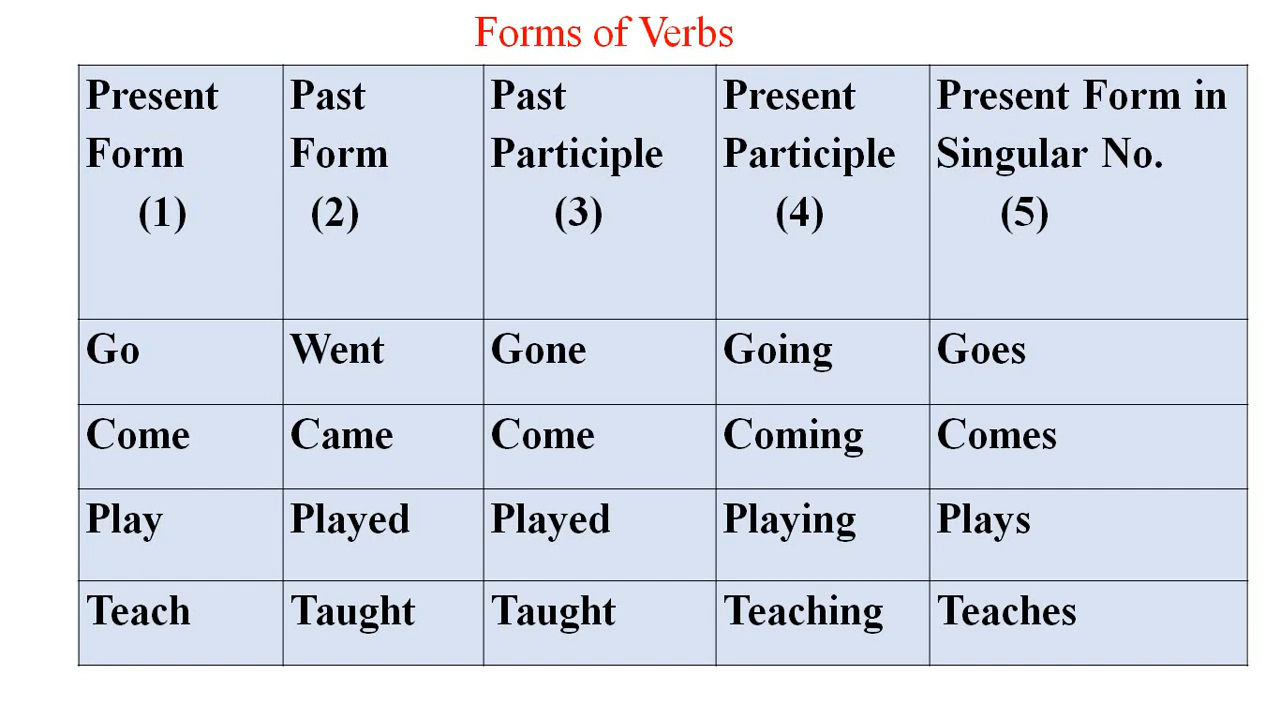 Forms of Verbs
Present Form (1) Past Form (2) Past Participle (3) Present Participle (4) Present Form in Singular No. (5)
Go Went Gone Going Goes
Come Came Come Coming Comes
Play Played Played Playing Plays
Teach Taught Taught Teaching Teaches